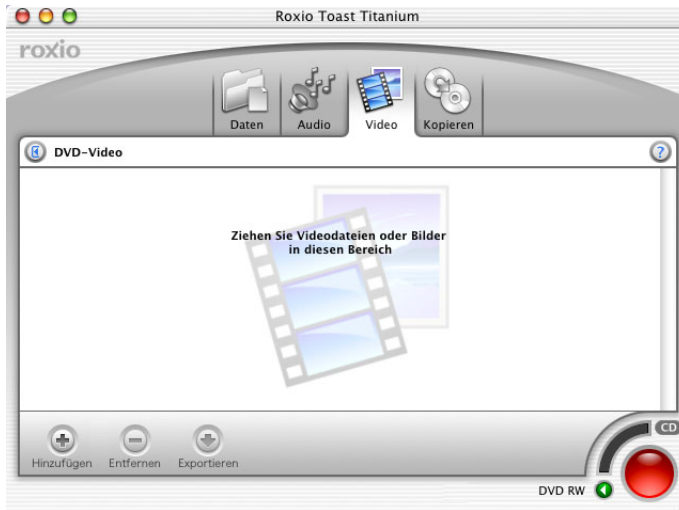 Roxio Toast Titanium
roxio
Daten Audio Video Kopieren
DVD-Video
?
Ziehen Sie Videodateien oder Bilder
in diesen Bereich
CD
Hinzufügen Entfernen Exportieren
DVD RW